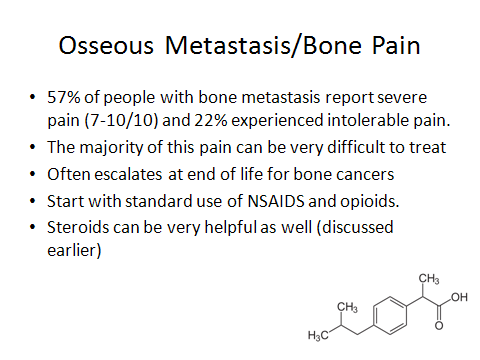 Osseous Metastasis/Bone Pain
• 57% of people with bone metastasis report severe
pain (7-10/10) and 22% experienced intolerable pain.
• The majority of this pain can be very difficult to treat
• Often escalates at end of life for bone cancers
• Start with standard use of NSAIDS and opioids.
• Steroids can be very helpful as well (discussed
earlier)
CH₃
OH
CH₃
O
H₃C